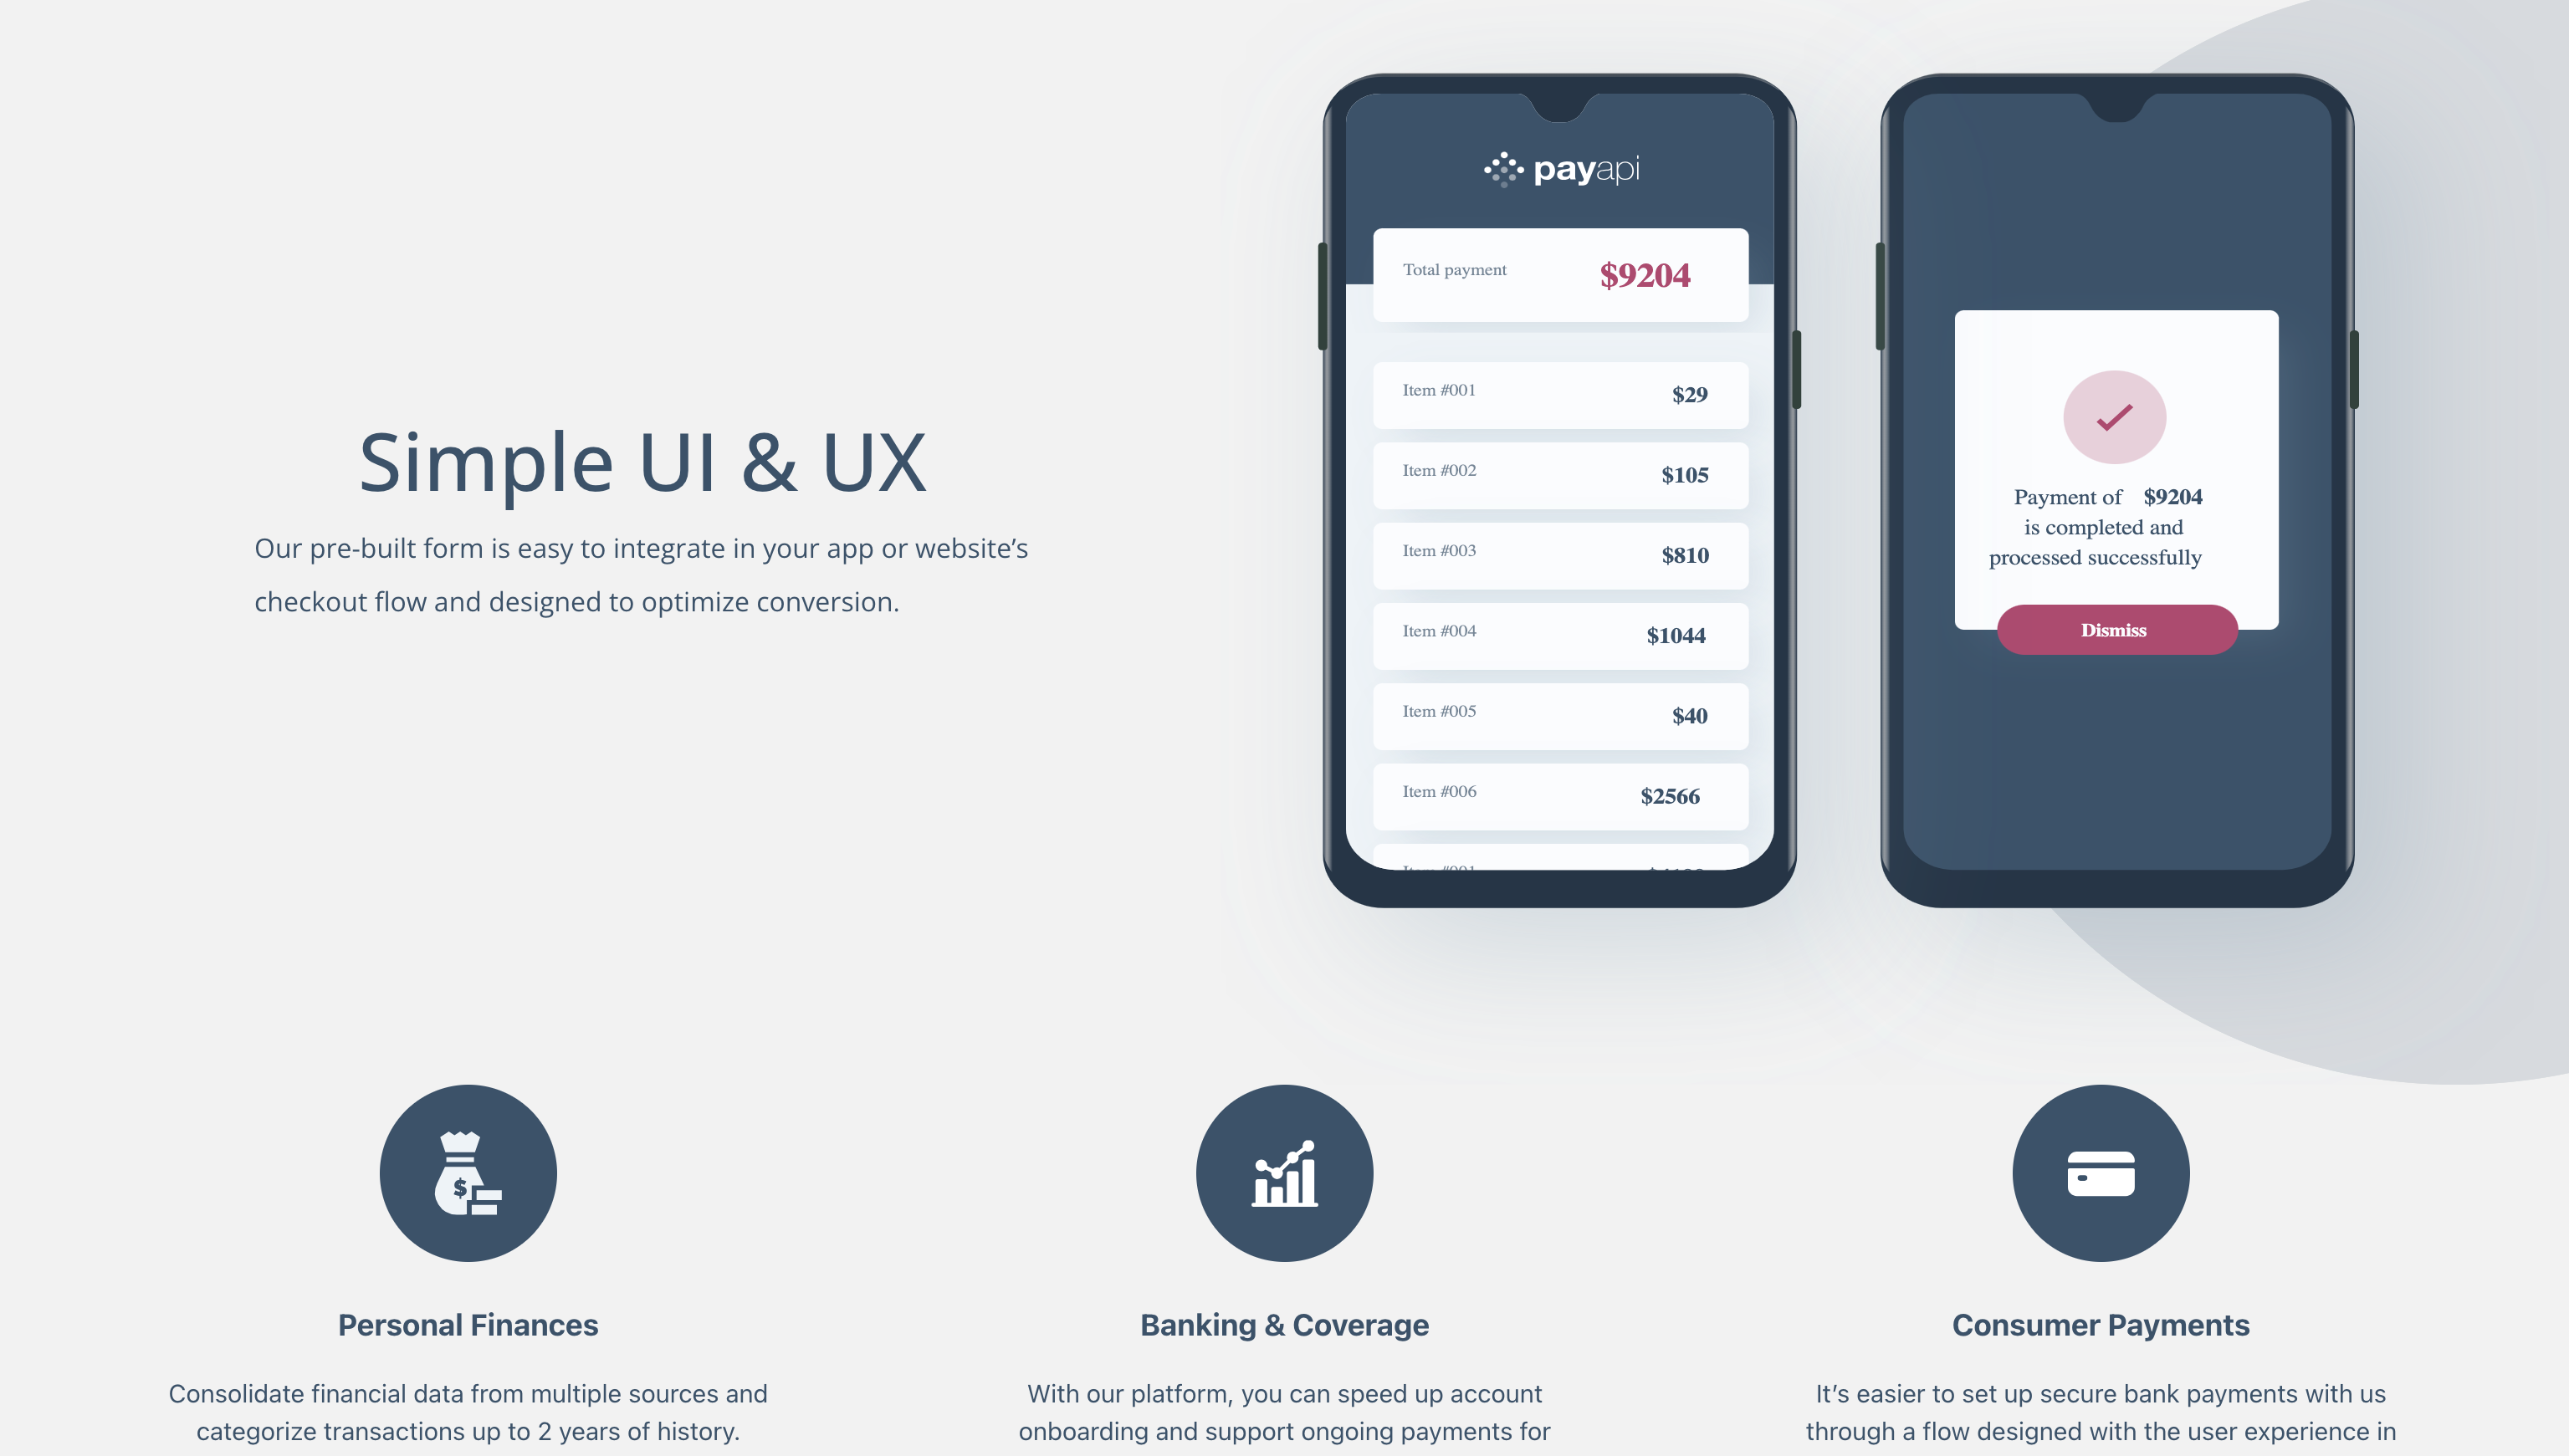 payapi
Total payment $9204
Item #001 $29
Item #002 $105
Item #003 $810
Item #004 $1044
Item #005 $40
Item #006 $2566
Payment of $9204
is completed and
processed successfully
Dismiss
Simple UI & UX
Our pre-built form is easy to integrate in your app or website’s
checkout flow and designed to optimize conversion.
$
Personal Finances
Consolidate financial data from multiple sources and
categorize transactions up to 2 years of history.
Banking & Coverage
With our platform, you can speed up account
onboarding and support ongoing payments for
Consumer Payments
It’s easier to set up secure bank payments with us
through a flow designed with the user experience in